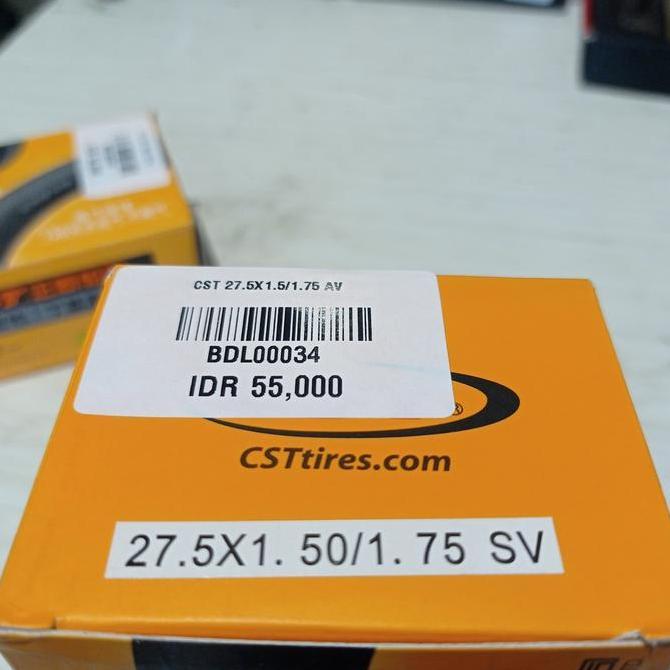 CST 27.5X1.5/1.75 AV
BDL00034
IDR 55,000
®
CSTtires.com
27.5X1.50/1.75 SV